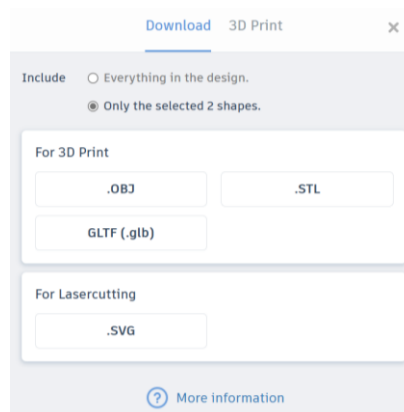 Download 3D Print ×
Include Everything in the design.
Only the selected 2 shapes.
For 3D Print
.OBJ .STL
GLTF (.glb)
For Lasercutting
.SVG
? More information